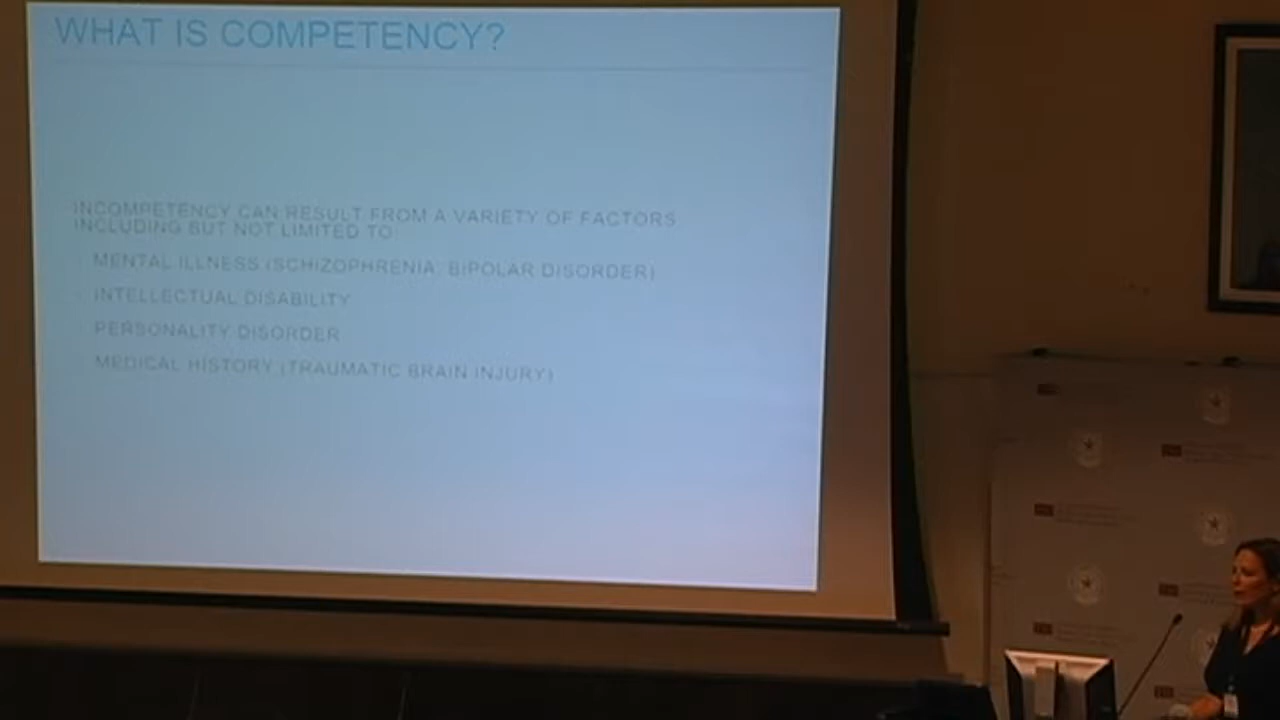 WHAT IS COMPETENCY?
INCOMPETENCY CAN RESULT FROM A VARIETY OF FACTORS
INCLUDING BUT NOT LIMITED TO:
MENTAL ILLNESS (SCHIZOPHRENIA, BIPOLAR DISORDER)
INTELLECTUAL DISABILITY
PERSONALITY DISORDER
MEDICAL HISTORY (TRAUMATIC BRAIN INJURY)